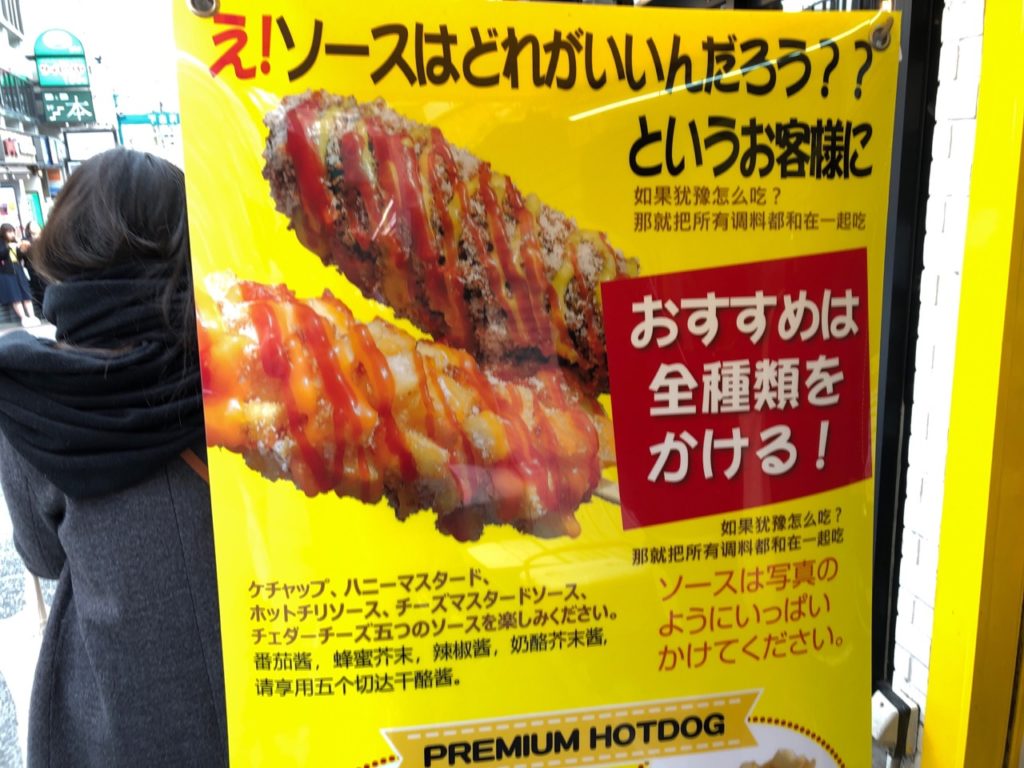 え!ソースはどれがいいんだろう??
というお客様に
如果犹豫怎么吃?
那就把所有调料都和在一起吃
おすすめは
全種類を
かける!
如果犹豫怎么吃?
那就把所有调料都和在一起吃
ソースは写真の
ようにいっぱい
かけてください。
ケチャップ、ハニーマスタード、
ホットチリソース、チーズマスタードソース、
チェダーチーズ五つのソースを楽しみください。
番茄酱，蜂蜜芥末，辣椒酱，奶酪芥末酱，
请享用五个切达干酪酱。
PREMIUM HOTDOG
本